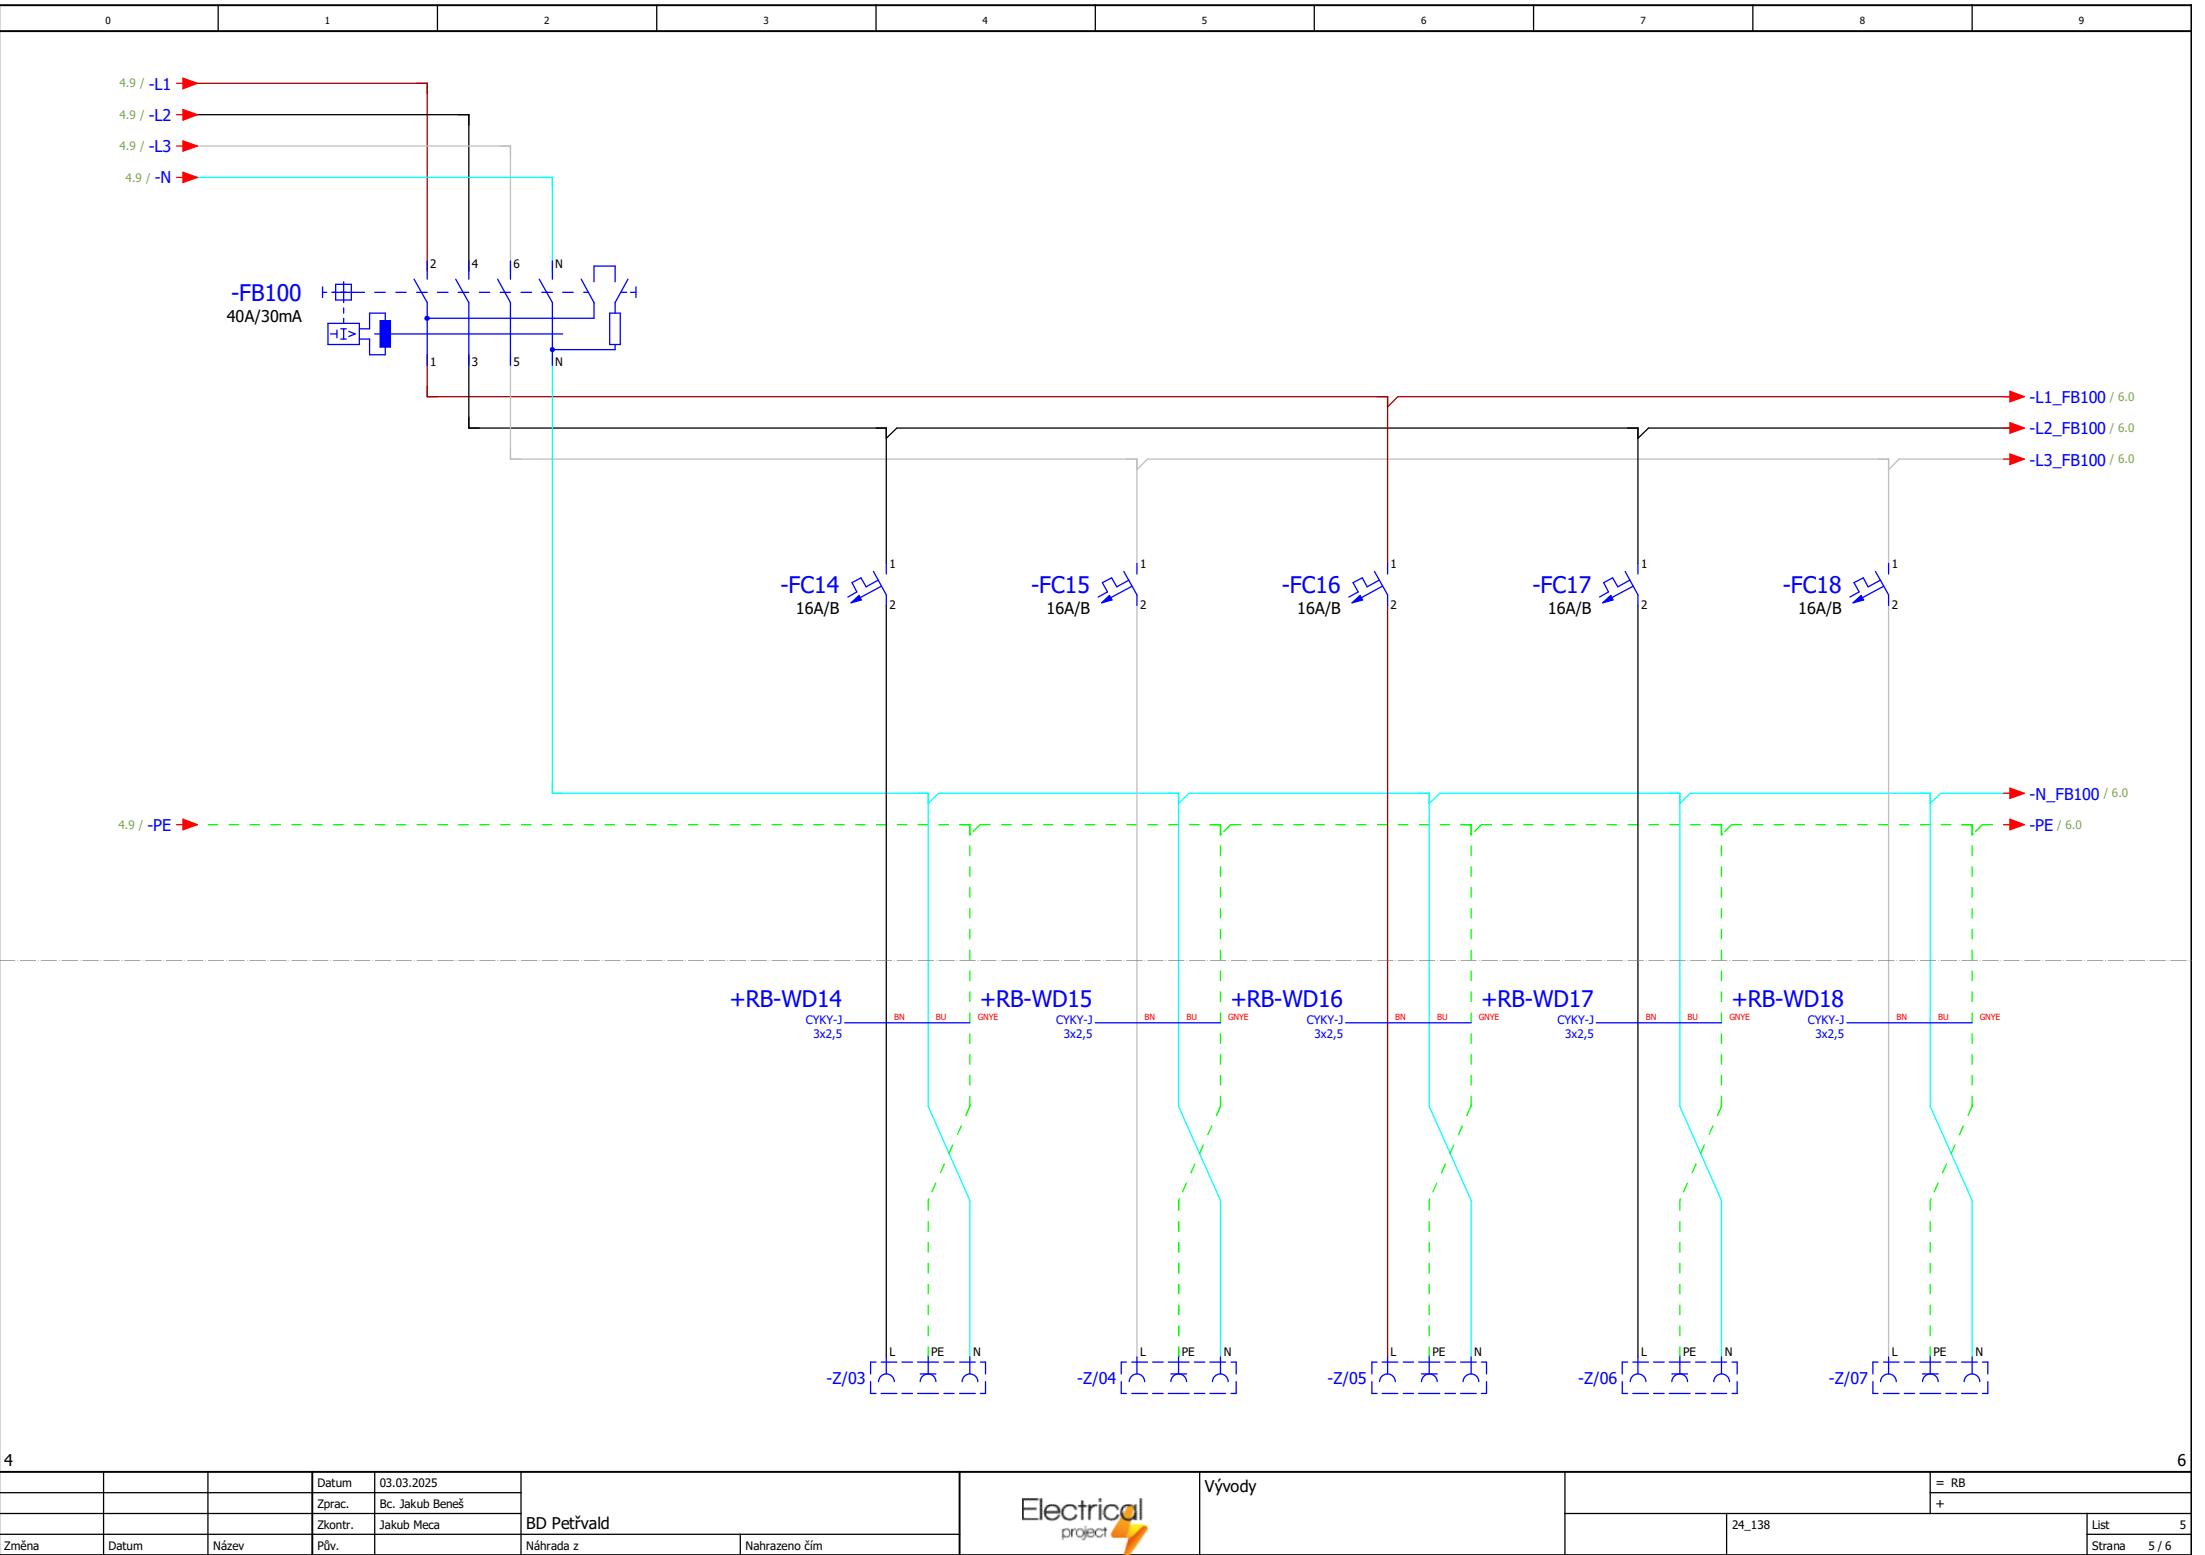 0 1 2 3 4 5 6 7 8 9
4.9 / -L1
4.9 / -L2
4.9 / -L3
4.9 / -N
2 4 6 N
-FB100
40A/30mA
I>
1 3 5 N
-L1_FB100 / 6.0
-L2_FB100 / 6.0
-L3_FB100 / 6.0
1 1 1 1 1
-FC14 -FC15 -FC16 -FC17 -FC18
16A/B 16A/B 16A/B 16A/B 16A/B
2 2 2 2 2
-N_FB100 / 6.0
4.9 / -PE
-PE / 6.0
+RB-WD14 +RB-WD15 +RB-WD16 +RB-WD17 +RB-WD18
CYKY-J BN BU GNYE CYKY-J BN BU GNYE CYKY-J BN BU GNYE CYKY-J BN BU GNYE CYKY-J BN BU GNYE
3x2,5 3x2,5 3x2,5 3x2,5 3x2,5
L PE N L PE N L PE N L PE N L PE N
-Z/03 -Z/04 -Z/05 -Z/06 -Z/07
4 6
Datum 03.03.2025
Zprac. Bc. Jakub Beneš
Zkontr. Jakub Meca
Změna Datum Název Pův.
BD Petřvald
Náhrada z Nahrazeno čím
Electrical
project
Vývody
= RB
+
24_138
List 5
Strana 5 / 6